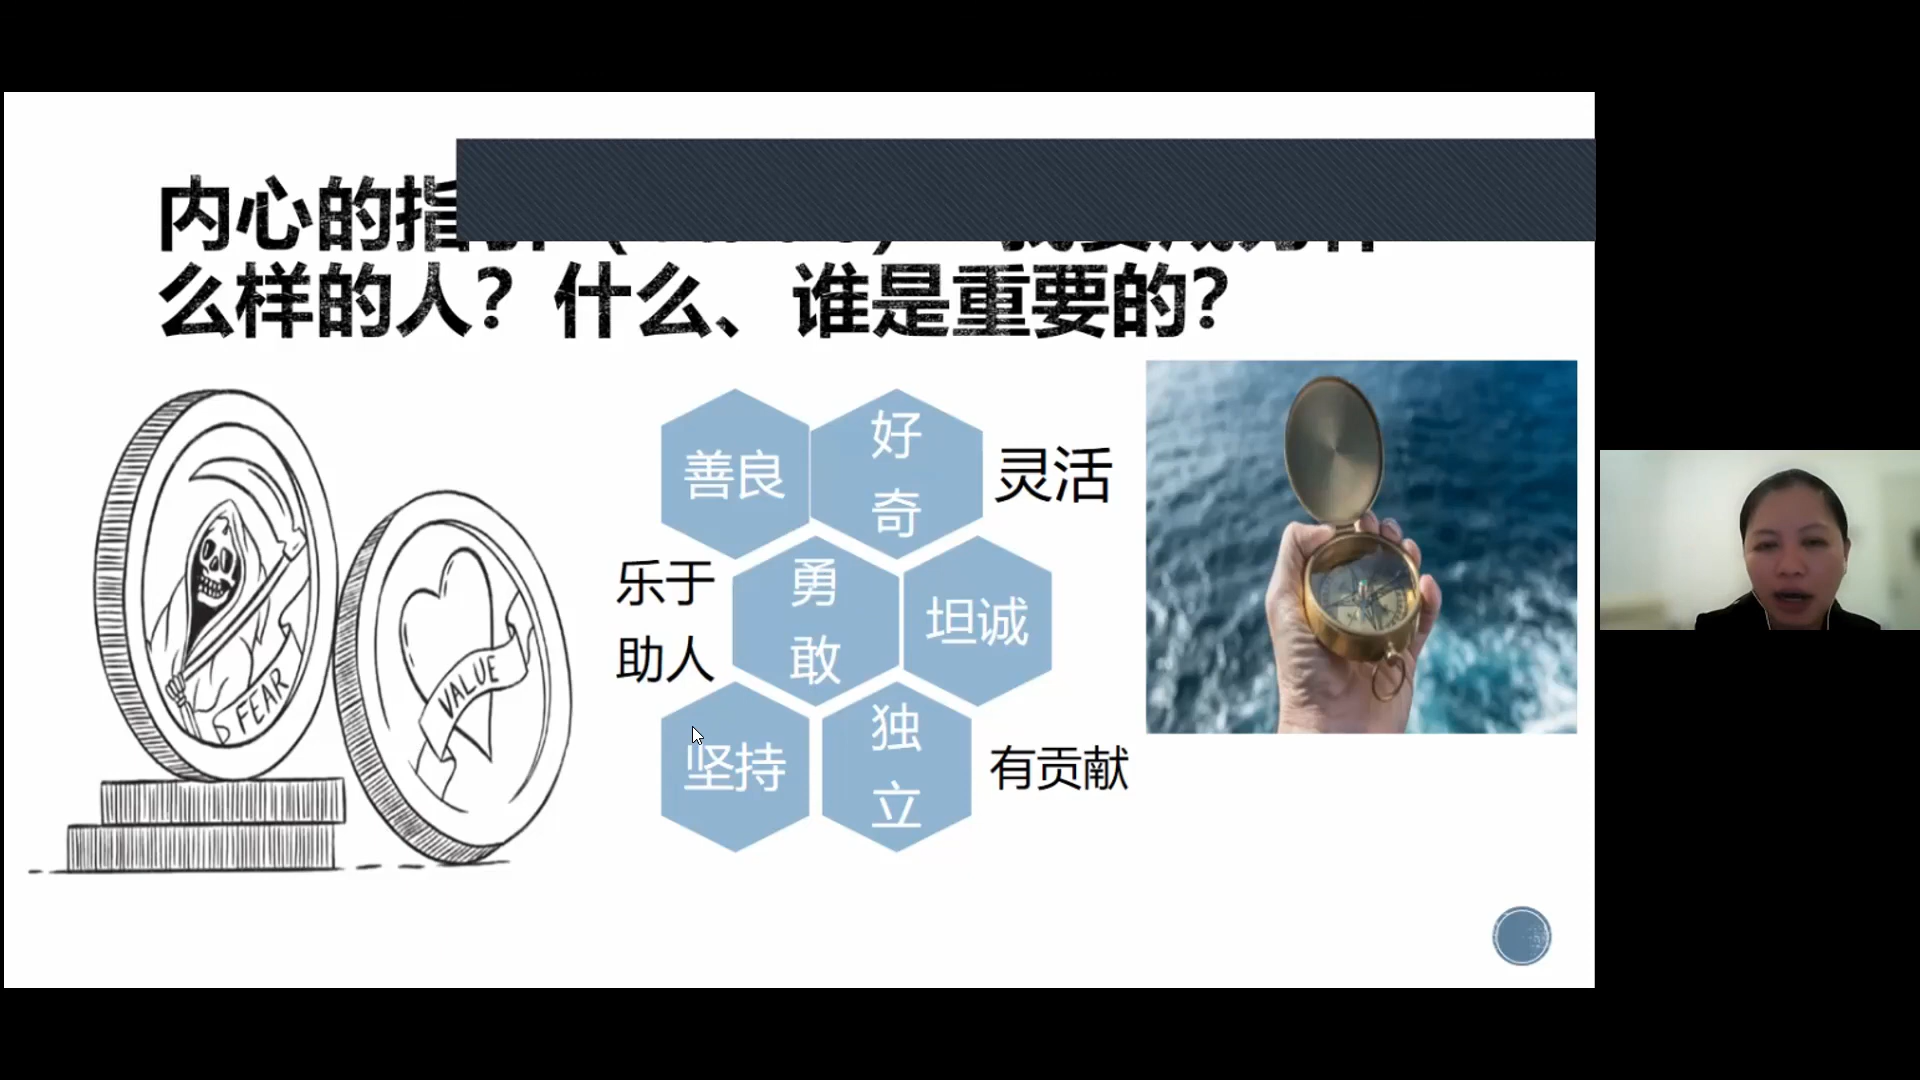 内心的指
么样的人？什么、谁是重要的？
善良
好
奇
灵活
乐于
助人
勇
敢
坦诚
坚持
独
立
有贡献
FEAR
VALUE